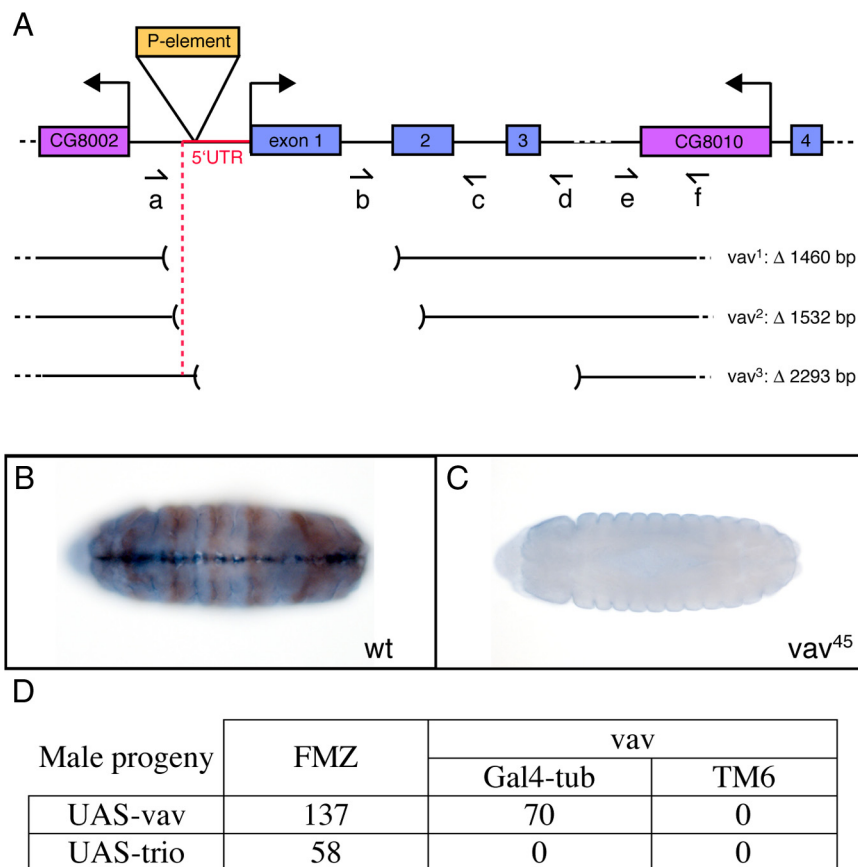 A
P-element
CG8002
5'UTR
exon 1
2
3
CG8010
4
a
b
c
d
e
f
vav1: Δ 1460 bp
vav2: Δ 1532 bp
vav3: Δ 2293 bp
B
wt
C
vav45
D
Male progeny FMZ vav
Gal4-tub TM6
UAS-vav 137 70 0
UAS-trio 58 0 0